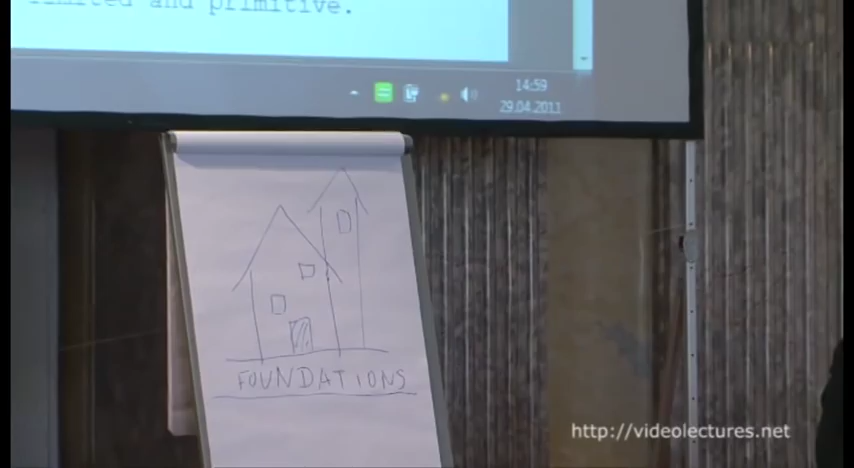 limited and primitive.
14:59
29.04.2011
FOUNDATIONS
http://videolectures.net